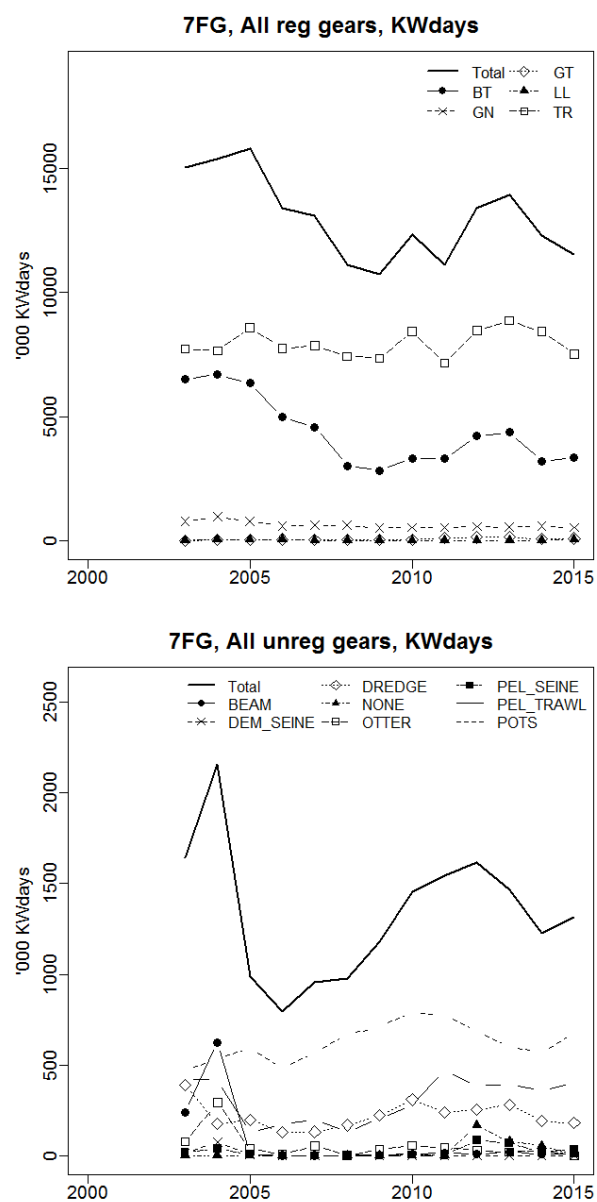 7FG, All reg gears, KWdays
Total GT
BT LL
GN TR
'000 KWdays
15000
10000
5000
0
2000 2005 2010 2015
7FG, All unreg gears, KWdays
Total DREDGE PEL_SEINE
BEAM NONE PEL_TRAWL
DEM_SEINE OTTER POTS
'000 KWdays
2500
2000
1500
1000
500
0
2000 2005 2010 2015